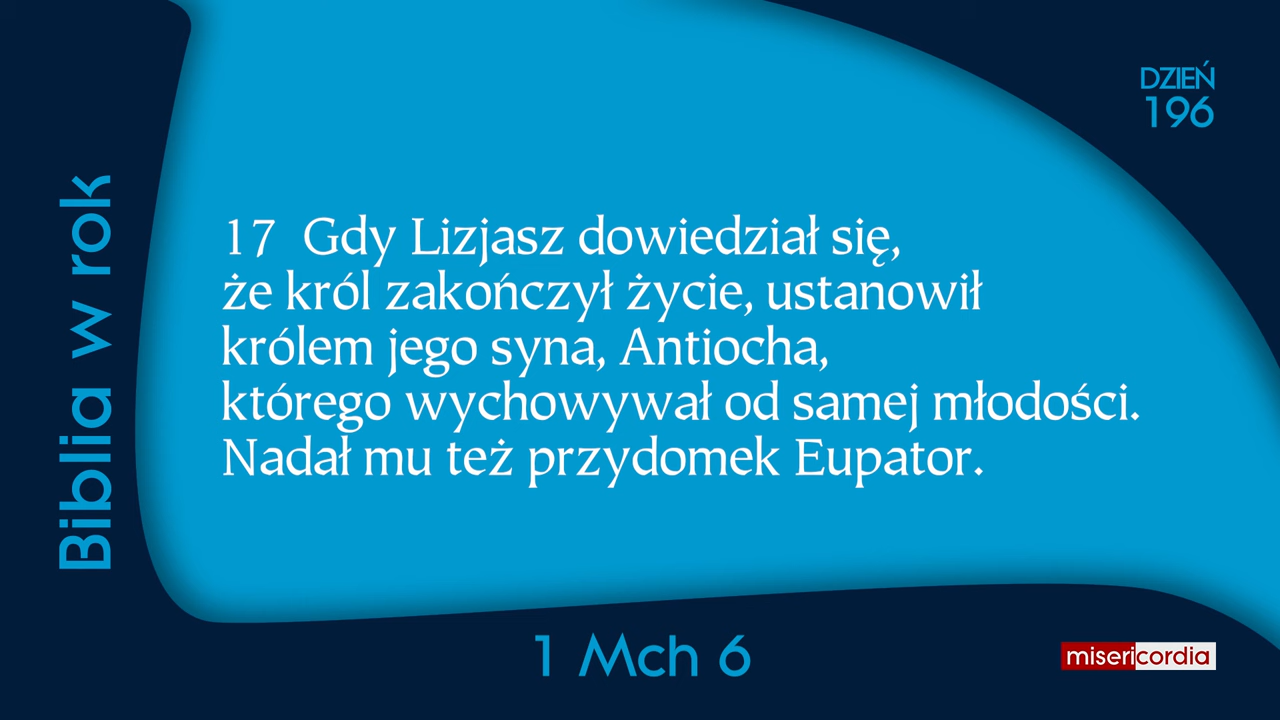 DZIEŃ
196
Biblia w rok
17 Gdy Lizjasz dowiedział się,
że król zakończył życie, ustanowił
królem jego syna, Antiocha,
którego wychowywał od samej młodości.
Nadał mu też przydomek Eupator.
1 Mch 6
misericordia